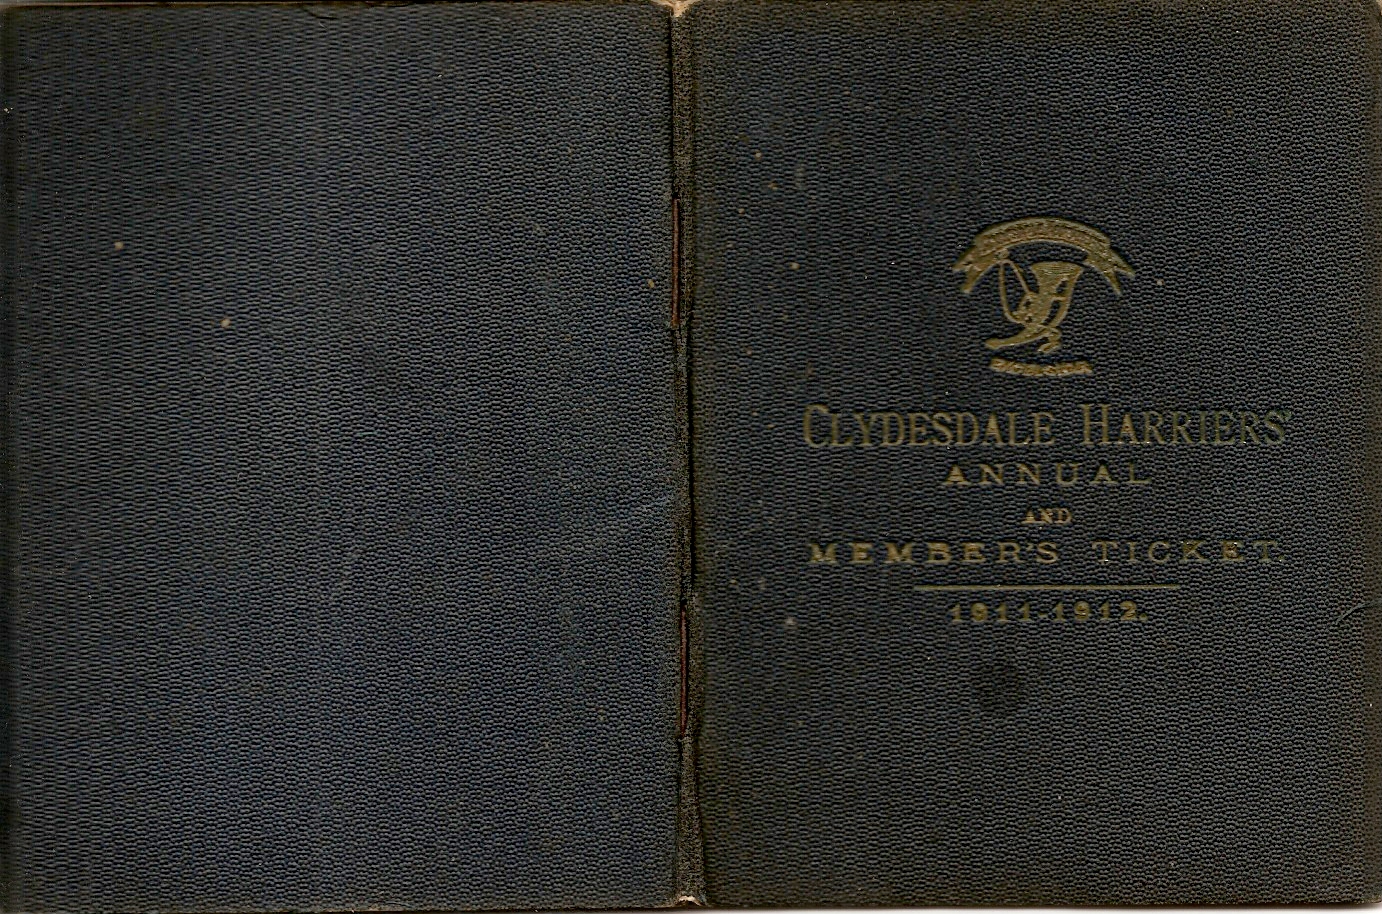 CLYDESDALE HARRIERS'
ANNUAL
AND
MEMBER'S TICKET.
1911-1912.